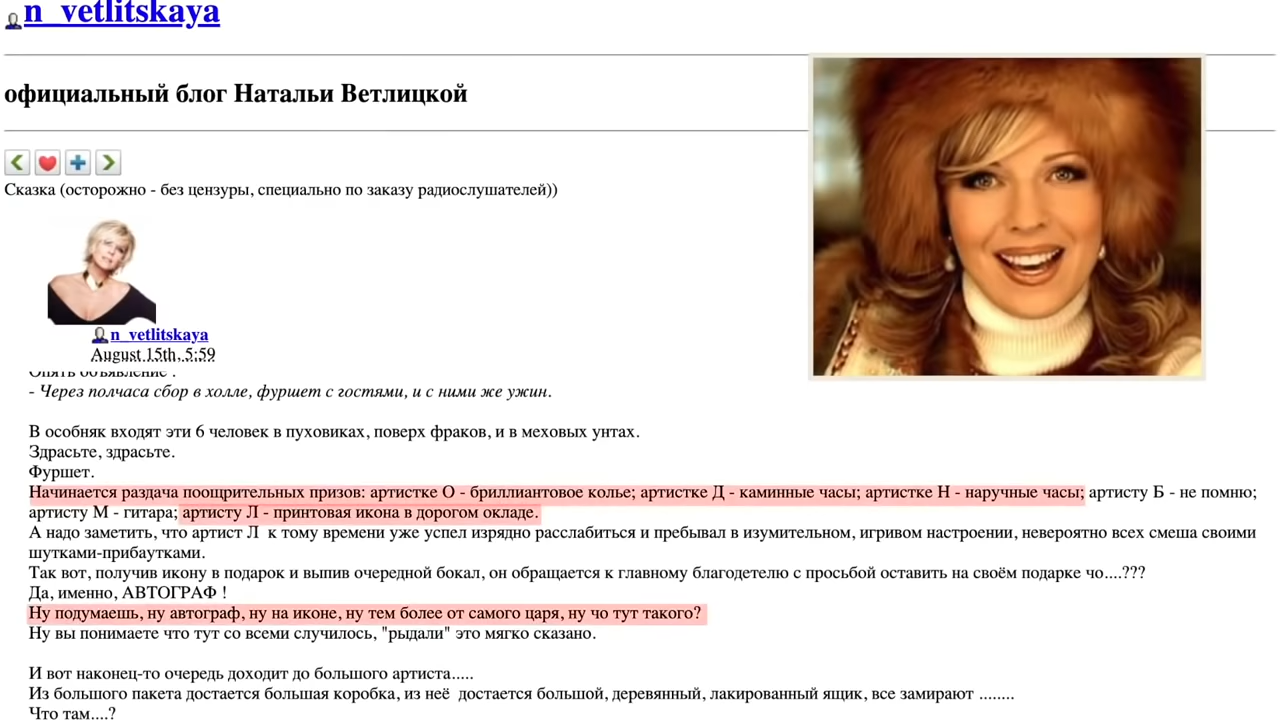 n_vetlitskaya
официальный блог Натальи Ветлицкой
Сказка (осторожно - без цензуры, специально по заказу радиослушателей))
n_vetlitskaya
August 15th, 5:59
Опять объявление :
- Через полчаса сбор в холле, фуршет с гостями, и с ними же ужин.
В особняк входят эти 6 человек в пуховиках, поверх фраков, и в меховых унтах.
Здрасьте, здрасьте.
Фуршет.
Начинается раздача поощрительных призов: артистке О - бриллиантовое колье; артистке Д - каминные часы; артистке Н - наручные часы; артисту Б - не помню;
артисту М - гитара; артисту Л - принтовая икона в дорогом окладе.
А надо заметить, что артист Л к тому времени уже успел изрядно расслабиться и пребывал в изумительном, игривом настроении, невероятно всех смеша своими
шутками-прибаутками.
Так вот, получив икону в подарок и выпив очередной бокал, он обращается к главному благодетелю с просьбой оставить на своём подарке чо....???
Да, именно, АВТОГРАФ !
Ну подумаешь, ну автограф, ну на иконе, ну тем более от самого царя, ну чо тут такого?
Ну вы понимаете что тут со всеми случилось, "рыдали" это мягко сказано.
И вот наконец-то очередь доходит до большого артиста.....
Из большого пакета достается большая коробка, из неё достается большой, деревянный, лакированный ящик, все замирают ........
Что там....?